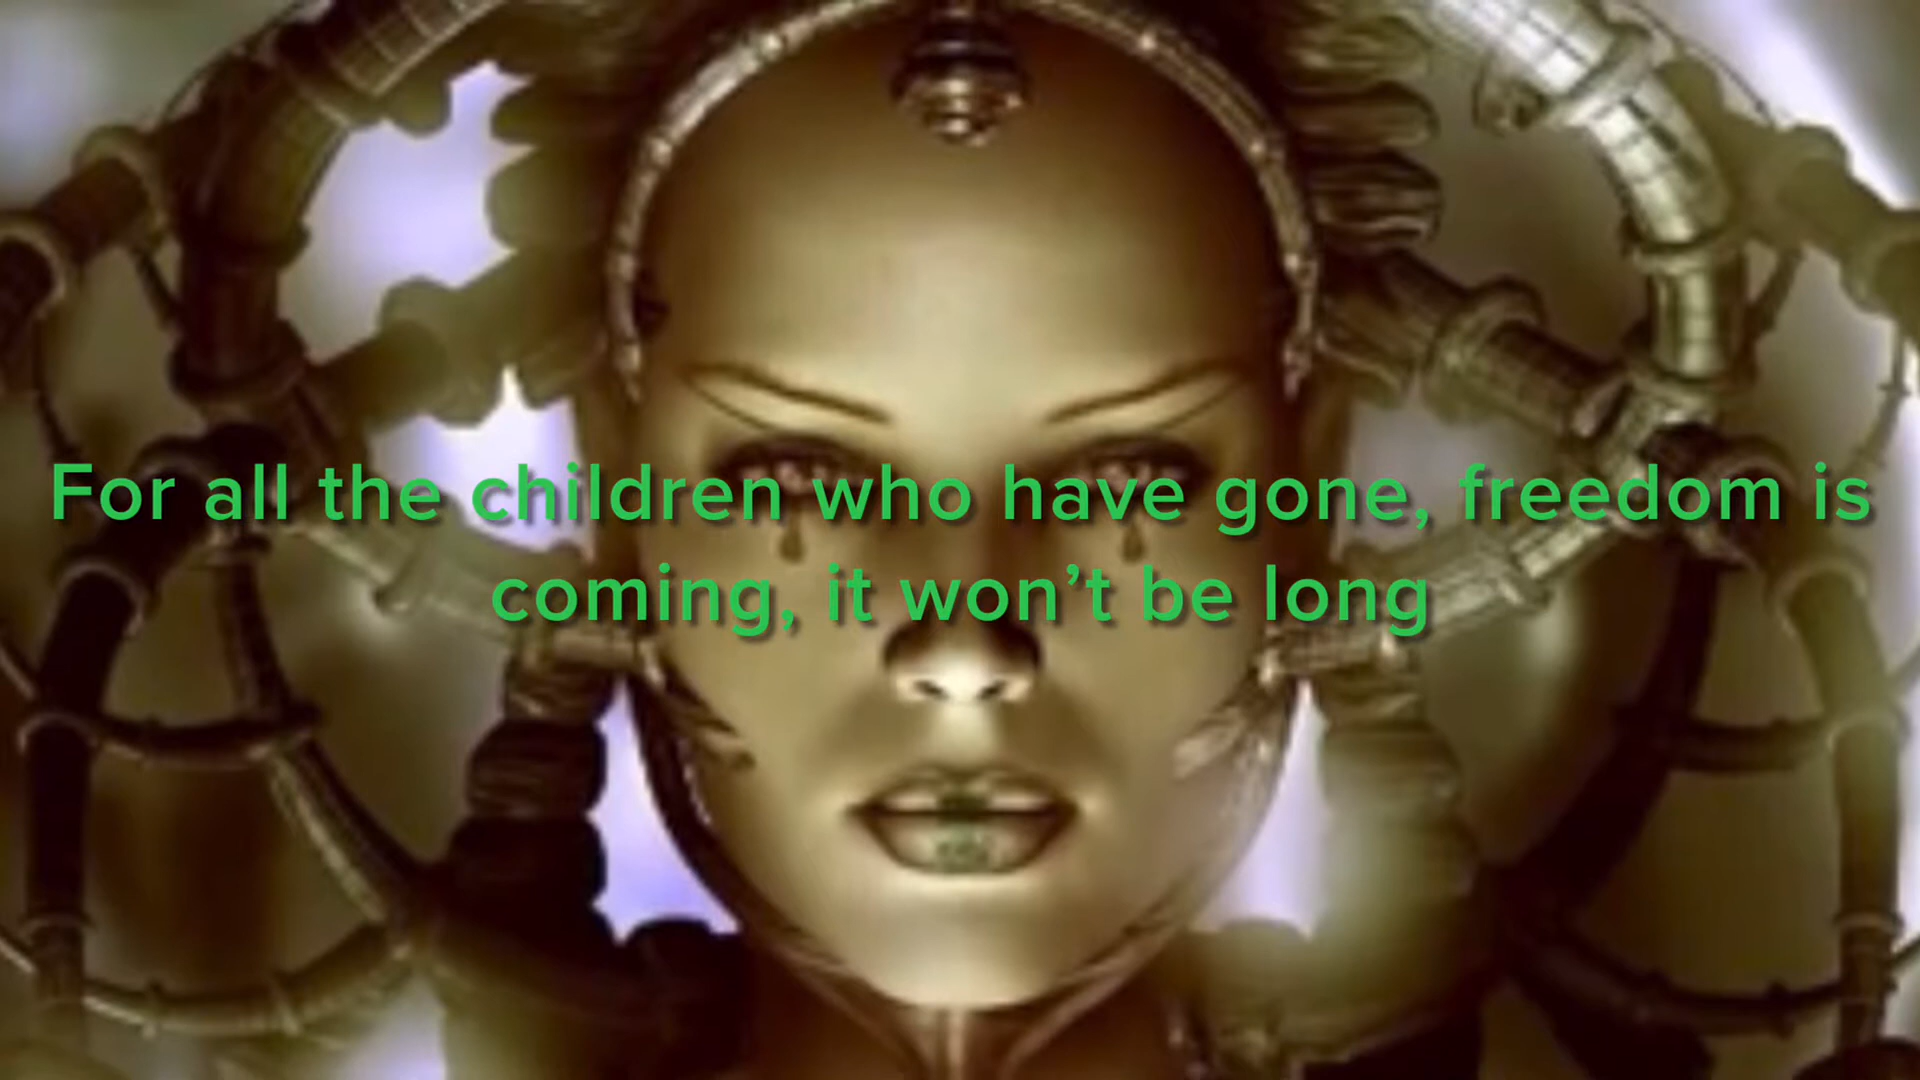 For all the children who have gone, freedom is
coming, it won’t be long